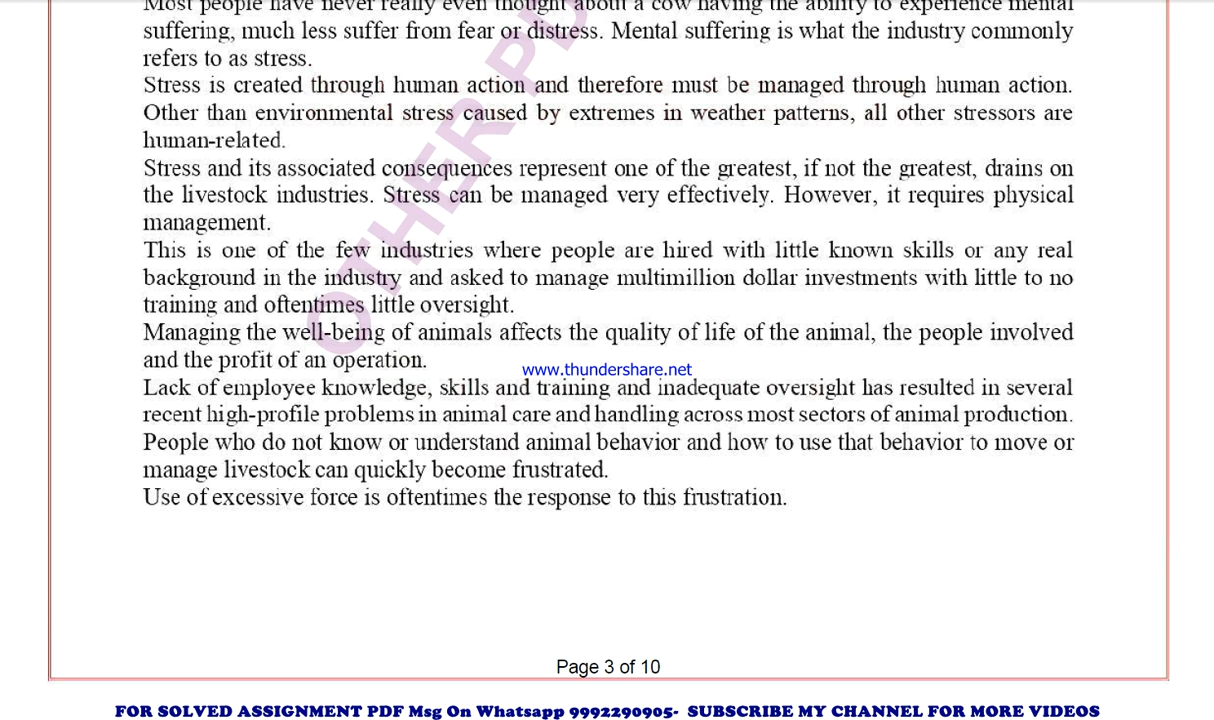 Most people have never really even thought about a cow having the ability to experience mental
suffering, much less suffer from fear or distress. Mental suffering is what the industry commonly
refers to as stress.
Stress is created through human action and therefore must be managed through human action.
Other than environmental stress caused by extremes in weather patterns, all other stressors are
human-related.
Stress and its associated consequences represent one of the greatest, if not the greatest, drains on
the livestock industries. Stress can be managed very effectively. However, it requires physical
management.
This is one of the few industries where people are hired with little known skills or any real
background in the industry and asked to manage multimillion dollar investments with little to no
training and oftentimes little oversight.
Managing the well-being of animals affects the quality of life of the animal, the people involved
and the profit of an operation.
www.thundershare.net
Lack of employee knowledge, skills and training and inadequate oversight has resulted in several
recent high-profile problems in animal care and handling across most sectors of animal production.
People who do not know or understand animal behavior and how to use that behavior to move or
manage livestock can quickly become frustrated.
Use of excessive force is oftentimes the response to this frustration.
OTHER PD
Page 3 of 10
FOR SOLVED ASSIGNMENT PDF Msg On Whatsapp 9992290905- SUBSCRIBE MY CHANNEL FOR MORE VIDEOS